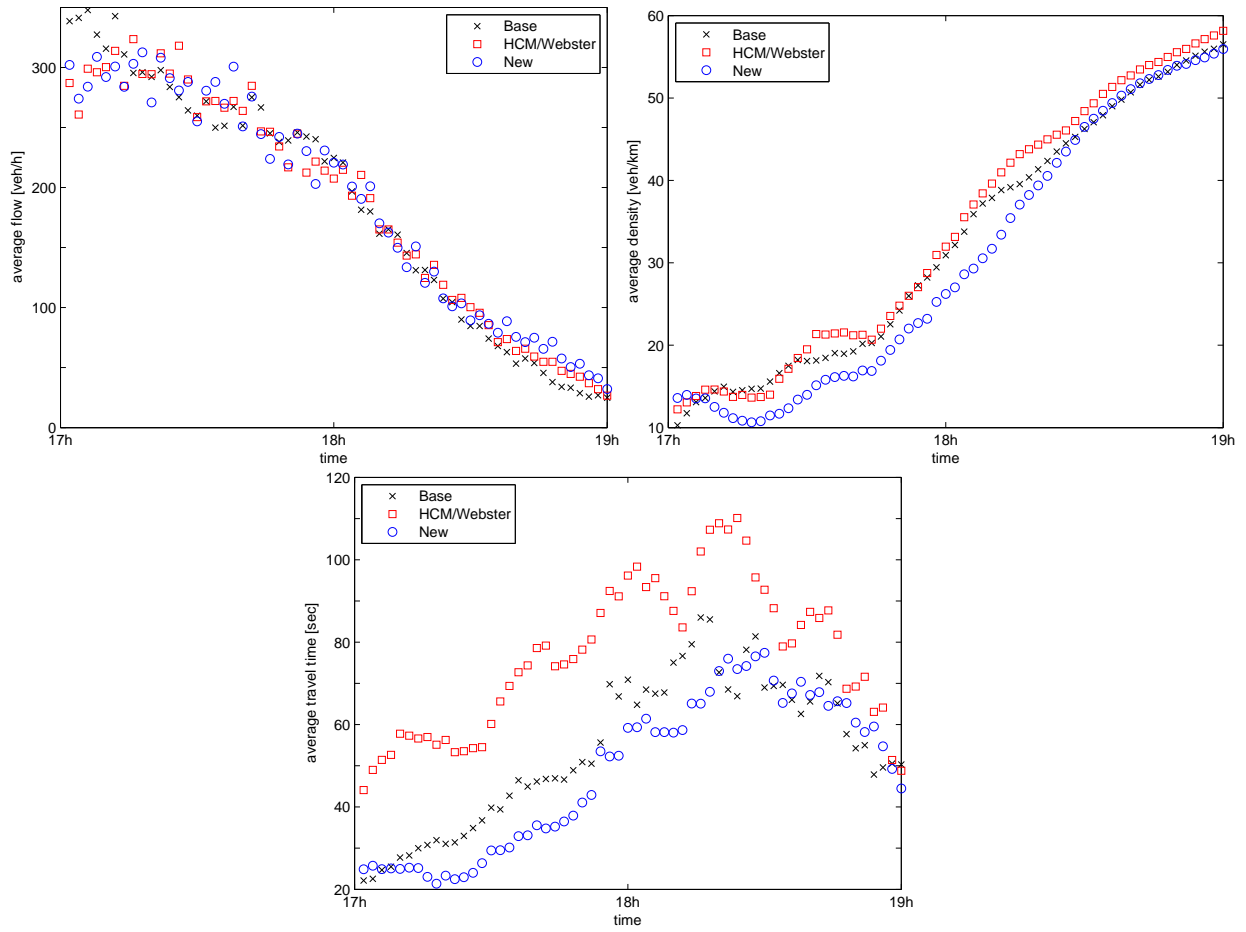 300
200
100
0
17h
18h
19h
time
average flow [veh/h]
Base
HCM/Webster
New
60
50
40
30
20
10
17h
18h
19h
time
average density [veh/km]
Base
HCM/Webster
New
120
100
80
60
40
20
17h
18h
19h
time
average travel time [sec]
Base
HCM/Webster
New